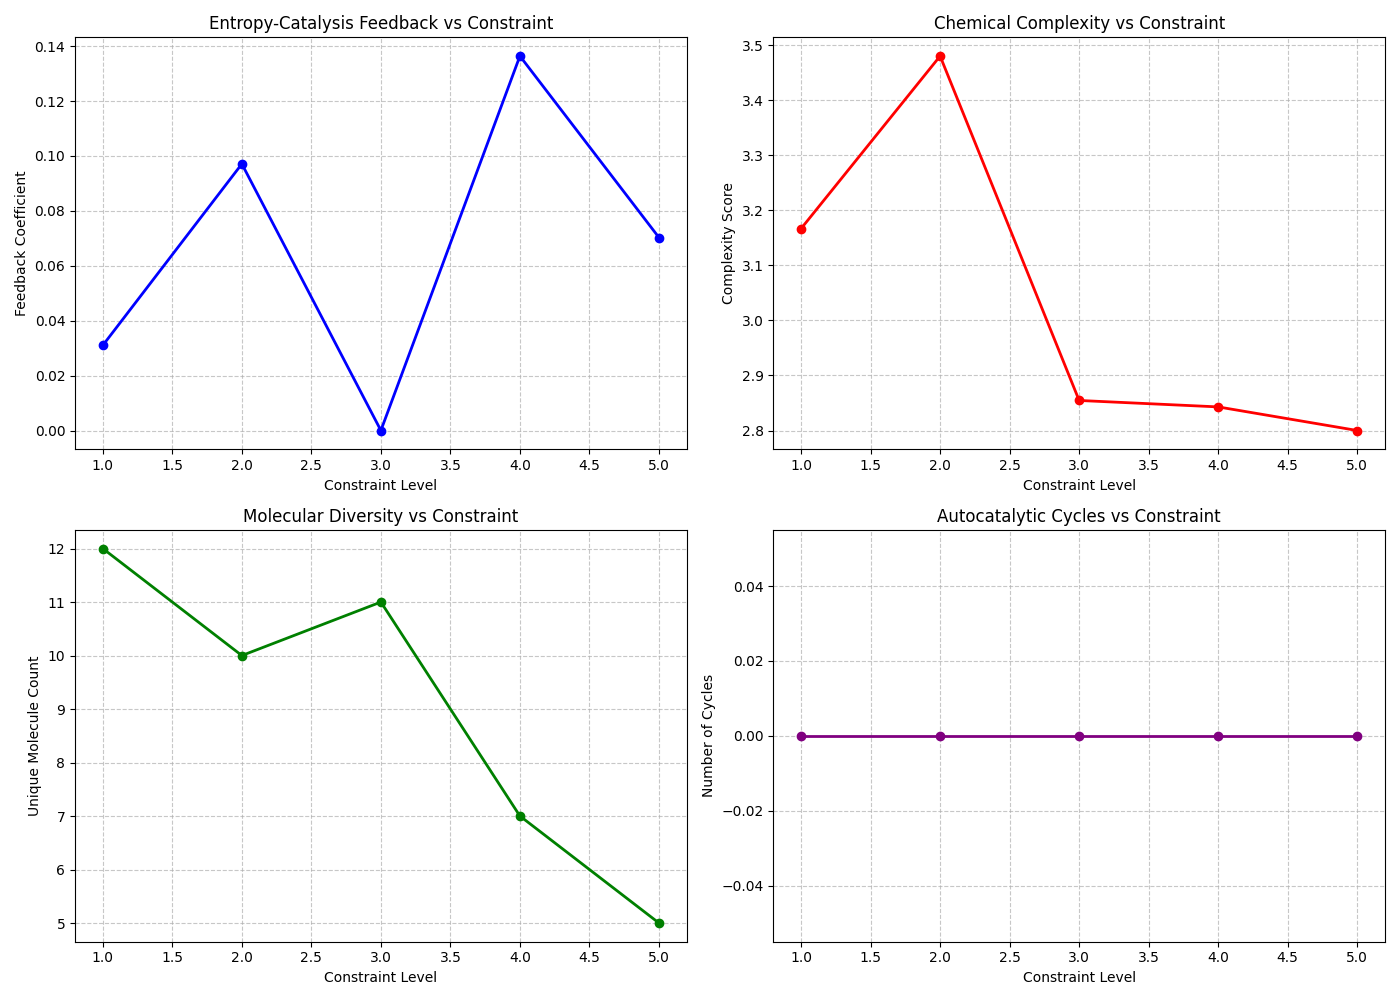 Entropy-Catalysis Feedback vs Constraint
Feedback Coefficient
0.14
0.12
0.10
0.08
0.06
0.04
0.02
0.00
1.0 1.5 2.0 2.5 3.0 3.5 4.0 4.5 5.0
Constraint Level
Chemical Complexity vs Constraint
Complexity Score
3.5
3.4
3.3
3.2
3.1
3.0
2.9
2.8
1.0 1.5 2.0 2.5 3.0 3.5 4.0 4.5 5.0
Constraint Level
Molecular Diversity vs Constraint
Unique Molecule Count
12
11
10
9
8
7
6
5
1.0 1.5 2.0 2.5 3.0 3.5 4.0 4.5 5.0
Constraint Level
Autocatalytic Cycles vs Constraint
Number of Cycles
0.04
0.02
0.00
−0.02
−0.04
1.0 1.5 2.0 2.5 3.0 3.5 4.0 4.5 5.0
Constraint Level